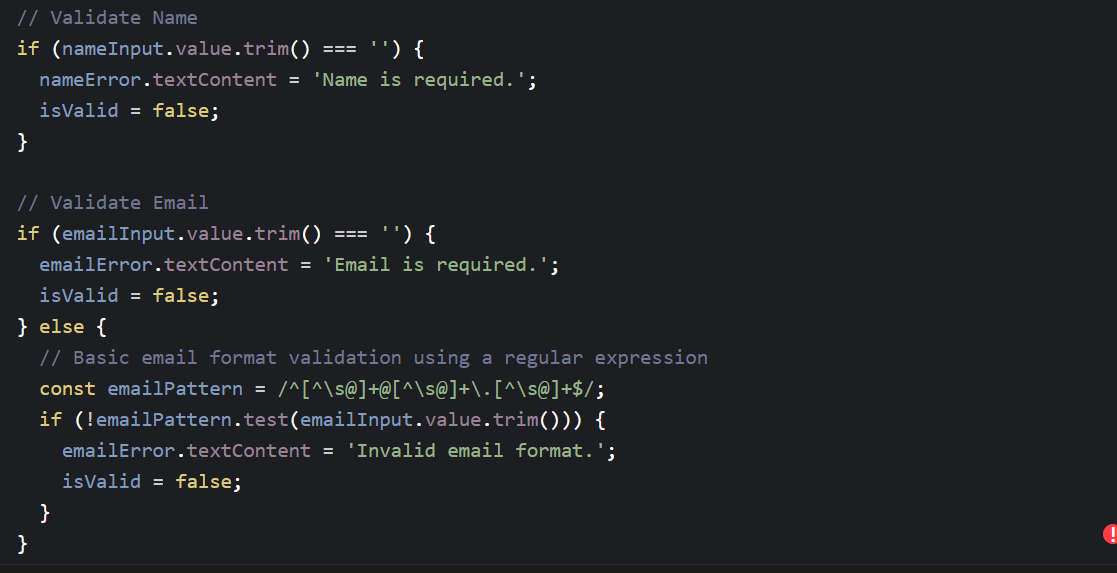 // Validate Name
if (nameInput.value.trim() === '') {
  nameError.textContent = 'Name is required.';
  isValid = false;
}

// Validate Email
if (emailInput.value.trim() === '') {
  emailError.textContent = 'Email is required.';
  isValid = false;
} else {
  // Basic email format validation using a regular expression
  const emailPattern = /^[^\s@]+@[^\s@]+\.[^\s@]+$/;
  if (!emailPattern.test(emailInput.value.trim())) {
    emailError.textContent = 'Invalid email format.';
    isValid = false;
  }
}
!